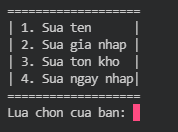 ===================
| 1. Sua ten      |
| 2. Sua gia nhap |
| 3. Sua ton kho  |
| 4. Sua ngay nhap|
===================
Lua chon cua ban: